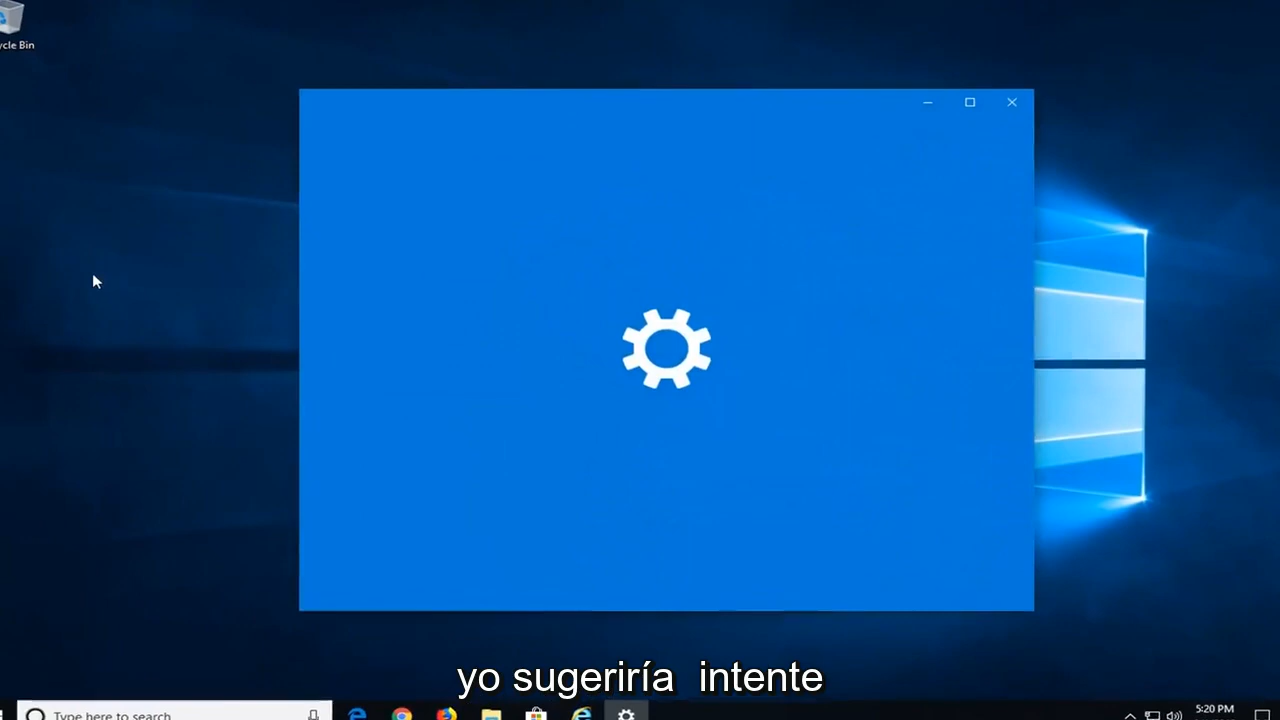 ycle Bin
yo sugeriría intente
Type here to search
5:20 PM